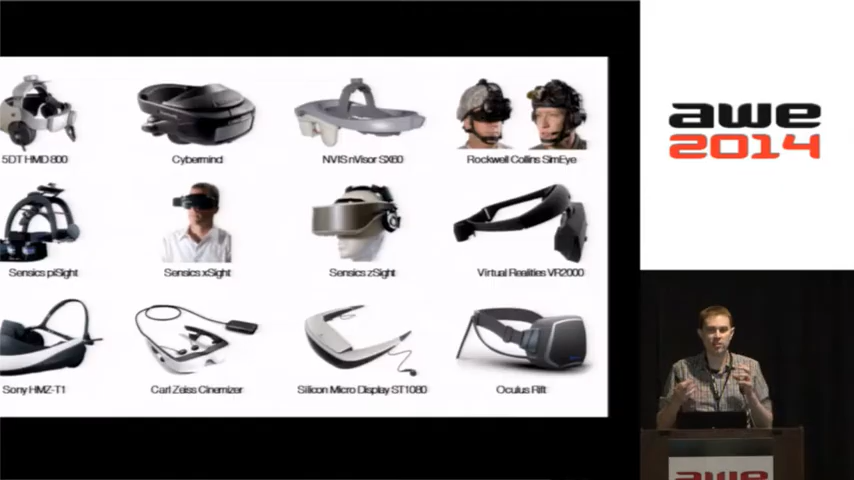 awe
2014
5DT HMD 800
Cybermind
NVIS nVisor SX60
Rockwell Collins SimEye
Sensics piSight
Sensics xSight
Sensics zSight
Virtual Realities VR2000
Sony HMZ-T1
Carl Zeiss Cinemizer
Silicon Micro Display ST1080
Oculus Rift
awe